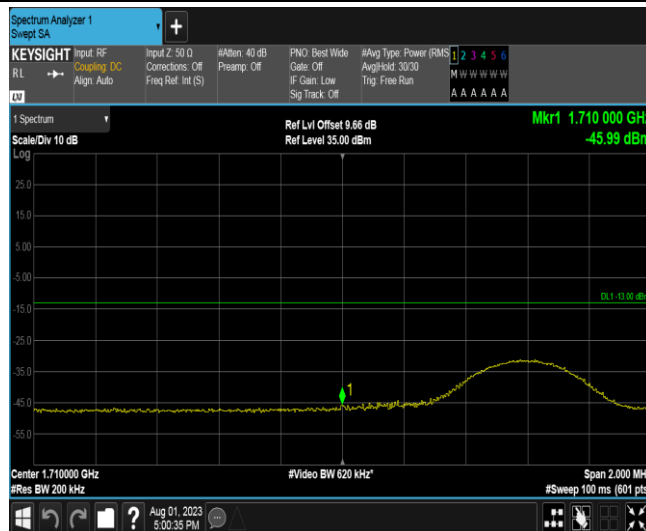 Spectrum Analyzer 1
Swept SA
+
KEYSIGHT
RL
Input: RF
Coupling: DC
Align: Auto
Input Z: 50 Ω
Corrections: Off
Freq Ref: Int (S)
#Atten: 40 dB
Preamp: Off
PNO: Best Wide
Gate: Off
IF Gain: Low
Sig Track: Off
#Avg Type: Power (RMS
Avg|Hold: 30/30
Trig: Free Run
1 2 3 4 5 6
M W W W W W
A A A A A A
1 Spectrum
Scale/Div 10 dB
Log
Ref Lvl Offset 9.66 dB
Ref Level 35.00 dBm
Mkr1 1.710 000 GHz
-45.99 dBm
25.0
15.0
5.00
-5.00
DL1 -13.00 dBm
-15.0
-25.0
-35.0
1
-45.0
-55.0
Center 1.710000 GHz
#Res BW 200 kHz
#Video BW 620 kHz*
Span 2.000 MH
#Sweep 100 ms (601 pts
?
Aug 01, 2023
5:00:35 PM